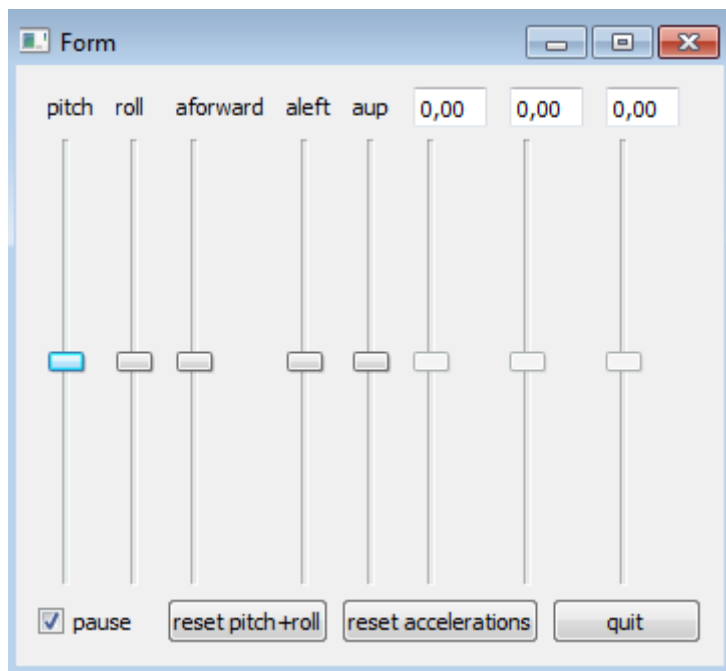 Form
pitch roll aforward aleft aup 0,00 0,00 0,00
pause reset pitch+roll reset accelerations quit